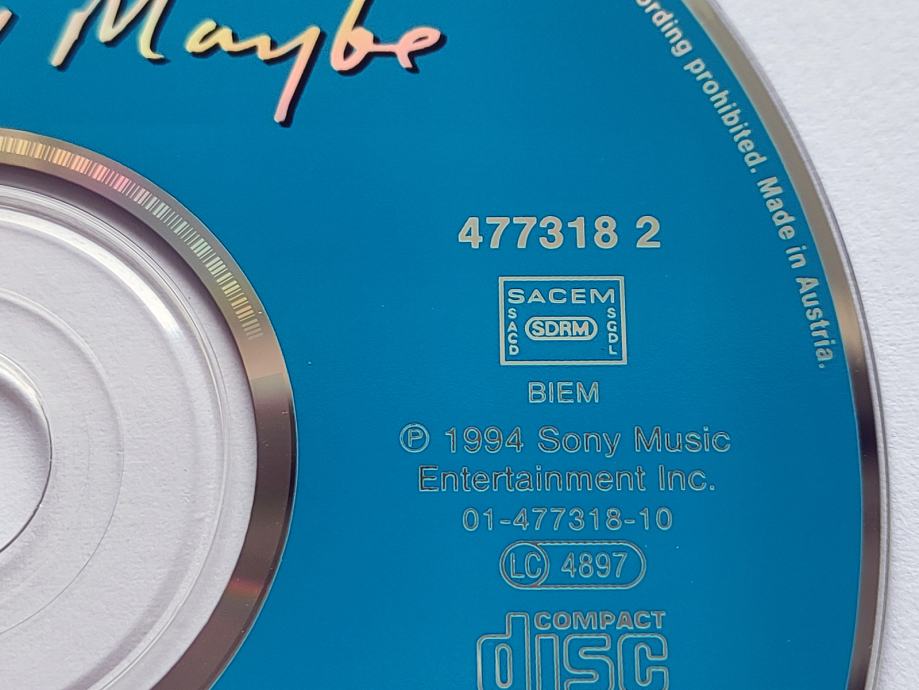 Maybe
ording prohibited. Made in Austria.
477318 2
SACEM
SACD
SDRM
SGDL
BIEM
℗ 1994 Sony Music
Entertainment Inc.
01-477318-10
LC 4897
COMPACT
disc